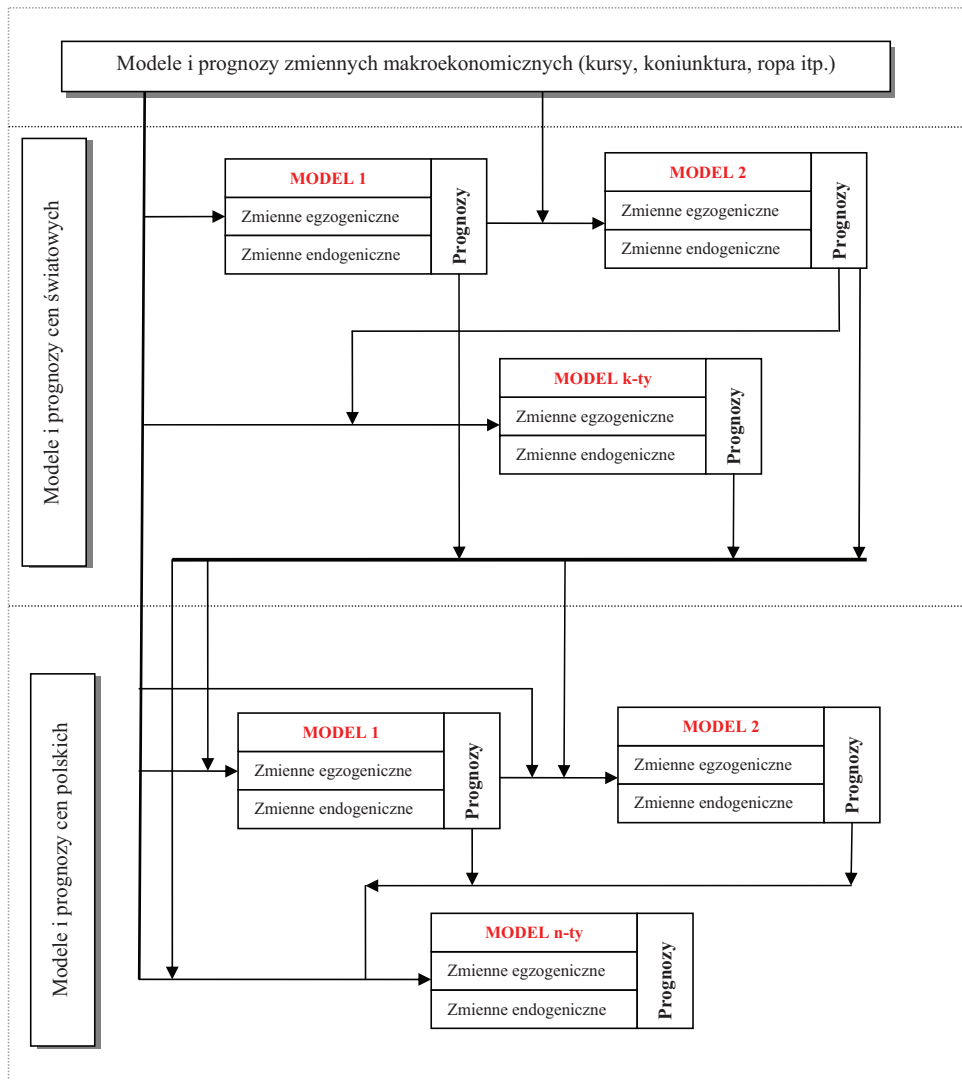 Modele i prognozy zmiennych makroekonomicznych (kursy, koniunktura, ropa itp.)
Modele i prognozy cen światowych
MODEL 1
Zmienne egzogeniczne
Zmienne endogeniczne
Prognozy
MODEL 2
Zmienne egzogeniczne
Zmienne endogeniczne
Prognozy
MODEL k-ty
Zmienne egzogeniczne
Zmienne endogeniczne
Prognozy
Modele i prognozy cen polskich
MODEL 1
Zmienne egzogeniczne
Zmienne endogeniczne
Prognozy
MODEL 2
Zmienne egzogeniczne
Zmienne endogeniczne
Prognozy
MODEL n-ty
Zmienne egzogeniczne
Zmienne endogeniczne
Prognozy